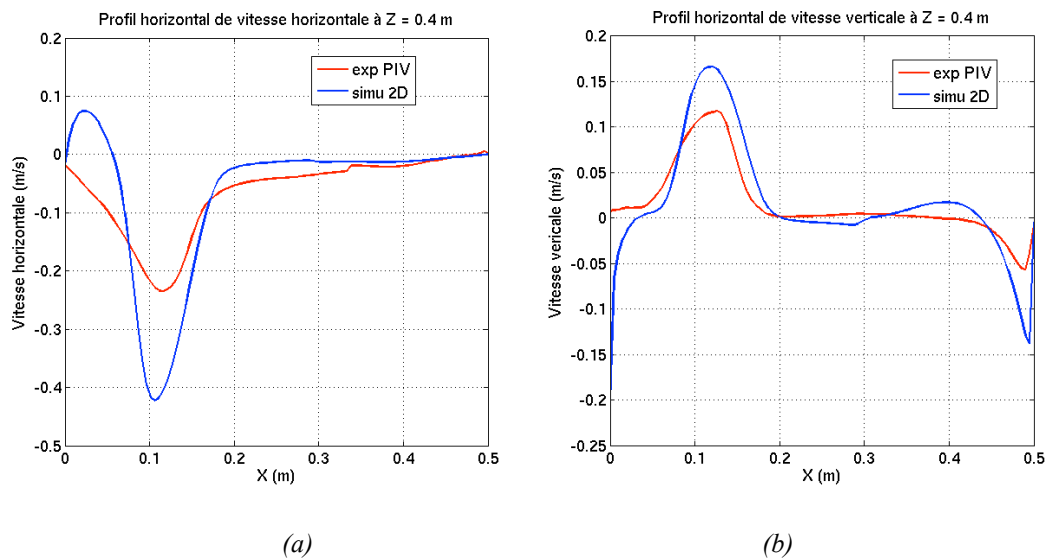 Profil horizontal de vitesse horizontale à Z = 0.4 m
0.2
0.1
0
-0.1
-0.2
-0.3
-0.4
-0.5
Vitesse horizontale (m/s)
exp PIV
simu 2D
0
0.1
0.2
0.3
0.4
0.5
X (m)
(a)
Profil horizontal de vitesse verticale à Z = 0.4 m
0.2
0.15
0.1
0.05
0
-0.05
-0.1
-0.15
-0.2
-0.25
Vitesse vericale (m/s)
exp PIV
simu 2D
0
0.1
0.2
0.3
0.4
0.5
X (m)
(b)